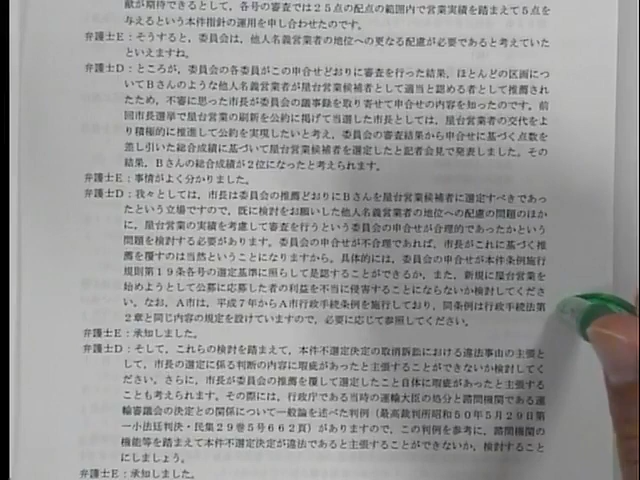 献が期待できるとして，各号の審査では２５点の配点の範囲内で営業実績を踏まえて５点を
与えるという本件指針の運用を申し合わせたのです。
弁護士Ｅ：そうすると，委員会は，他人名義営業者の地位への更なる配慮が必要であると考えていた
といえますね。
弁護士Ｄ：ところが，委員会の各委員がこの申合せどおりに審査を行った結果，ほとんどの区画につ
いてＢさんのような他人名義営業者が屋台営業候補者として適当と認める者として推薦され
たため，不審に思った市長が委員会の議事録を取り寄せて申合せの内容を知ったのです。前
回市長選挙で屋台営業の刷新を公約に掲げて当選した市長としては，屋台営業者の交代をよ
り積極的に推進して公約を実現したいと考え，委員会の審査結果から申合せに基づく点数を
差し引いた総合成績に基づいて屋台営業候補者を選定したと記者会見で発表しました。その
結果，Ｂさんの総合成績が２位になったと考えられます。
弁護士Ｅ：事情がよく分かりました。
弁護士Ｄ：我々としては，市長は委員会の推薦どおりにＢさんを屋台営業候補者に選定すべきであっ
たという立場ですので，既に検討をお願いした他人名義営業者の地位への配慮の問題のほか
に，屋台営業の実績を考慮して審査を行うという委員会の申合せが合理的であったかという
問題を検討する必要があります。委員会の申合せが不合理であれば，市長がこれに基づく推
薦を覆すのは当然ということになりますから。具体的には，委員会の申合せが本件条例施行
規則第１９条各号の選定基準に照らして是認することができるか，また，新規に屋台営業を
始めようとして公募に応募した者の利益を不当に侵害することにならないか検討してくださ
い。なお，Ａ市は，平成７年からＡ市行政手続条例を施行しており，同条例は行政手続法第
２章と同じ内容の規定を設けていますので，必要に応じて参照してください。
弁護士Ｅ：承知しました。
弁護士Ｄ：そして，これらの検討を踏まえて，本件不選定決定の取消訴訟における違法事由の主張と
して，市長の選定に係る判断の内容に瑕疵があったと主張することができないか検討してく
ださい。さらに，市長が委員会の推薦を覆して選定したこと自体に瑕疵があったと主張する
ことも考えられます。その際には，行政庁である当時の運輸大臣の処分と諮問機関である運
輸審議会の決定との関係について一般論を述べた判例（最高裁判所昭和５０年５月２９日第
一小法廷判決・民集２９巻５号６６２頁）がありますので，この判例を参考に，諮問機関の
機能等を踏まえて本件不選定決定が違法であると主張することができないか，検討すること
にしましょう。
弁護士Ｅ：承知しました。